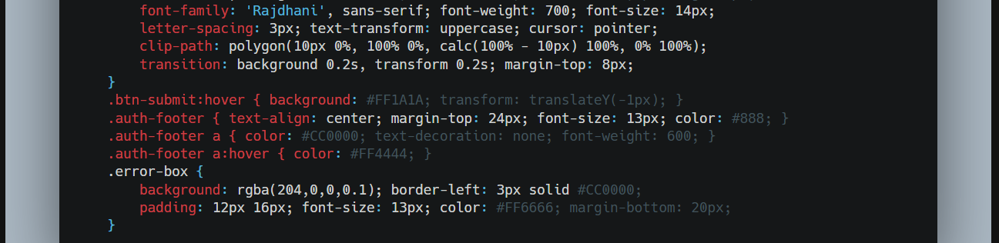 font-family: 'Rajdhani', sans-serif; font-weight: 700; font-size: 14px;
letter-spacing: 3px; text-transform: uppercase; cursor: pointer;
clip-path: polygon(10px 0%, 100% 0%, calc(100% - 10px) 100%, 0% 100%);
transition: background 0.2s, transform 0.2s; margin-top: 8px;
}
.btn-submit:hover { background: #FF1A1A; transform: translateY(-1px); }
.auth-footer { text-align: center; margin-top: 24px; font-size: 13px; color: #888; }
.auth-footer a { color: #CC0000; text-decoration: none; font-weight: 600; }
.auth-footer a:hover { color: #FF4444; }
.error-box {
background: rgba(204,0,0,0.1); border-left: 3px solid #CC0000;
padding: 12px 16px; font-size: 13px; color: #FF6666; margin-bottom: 20px;
}